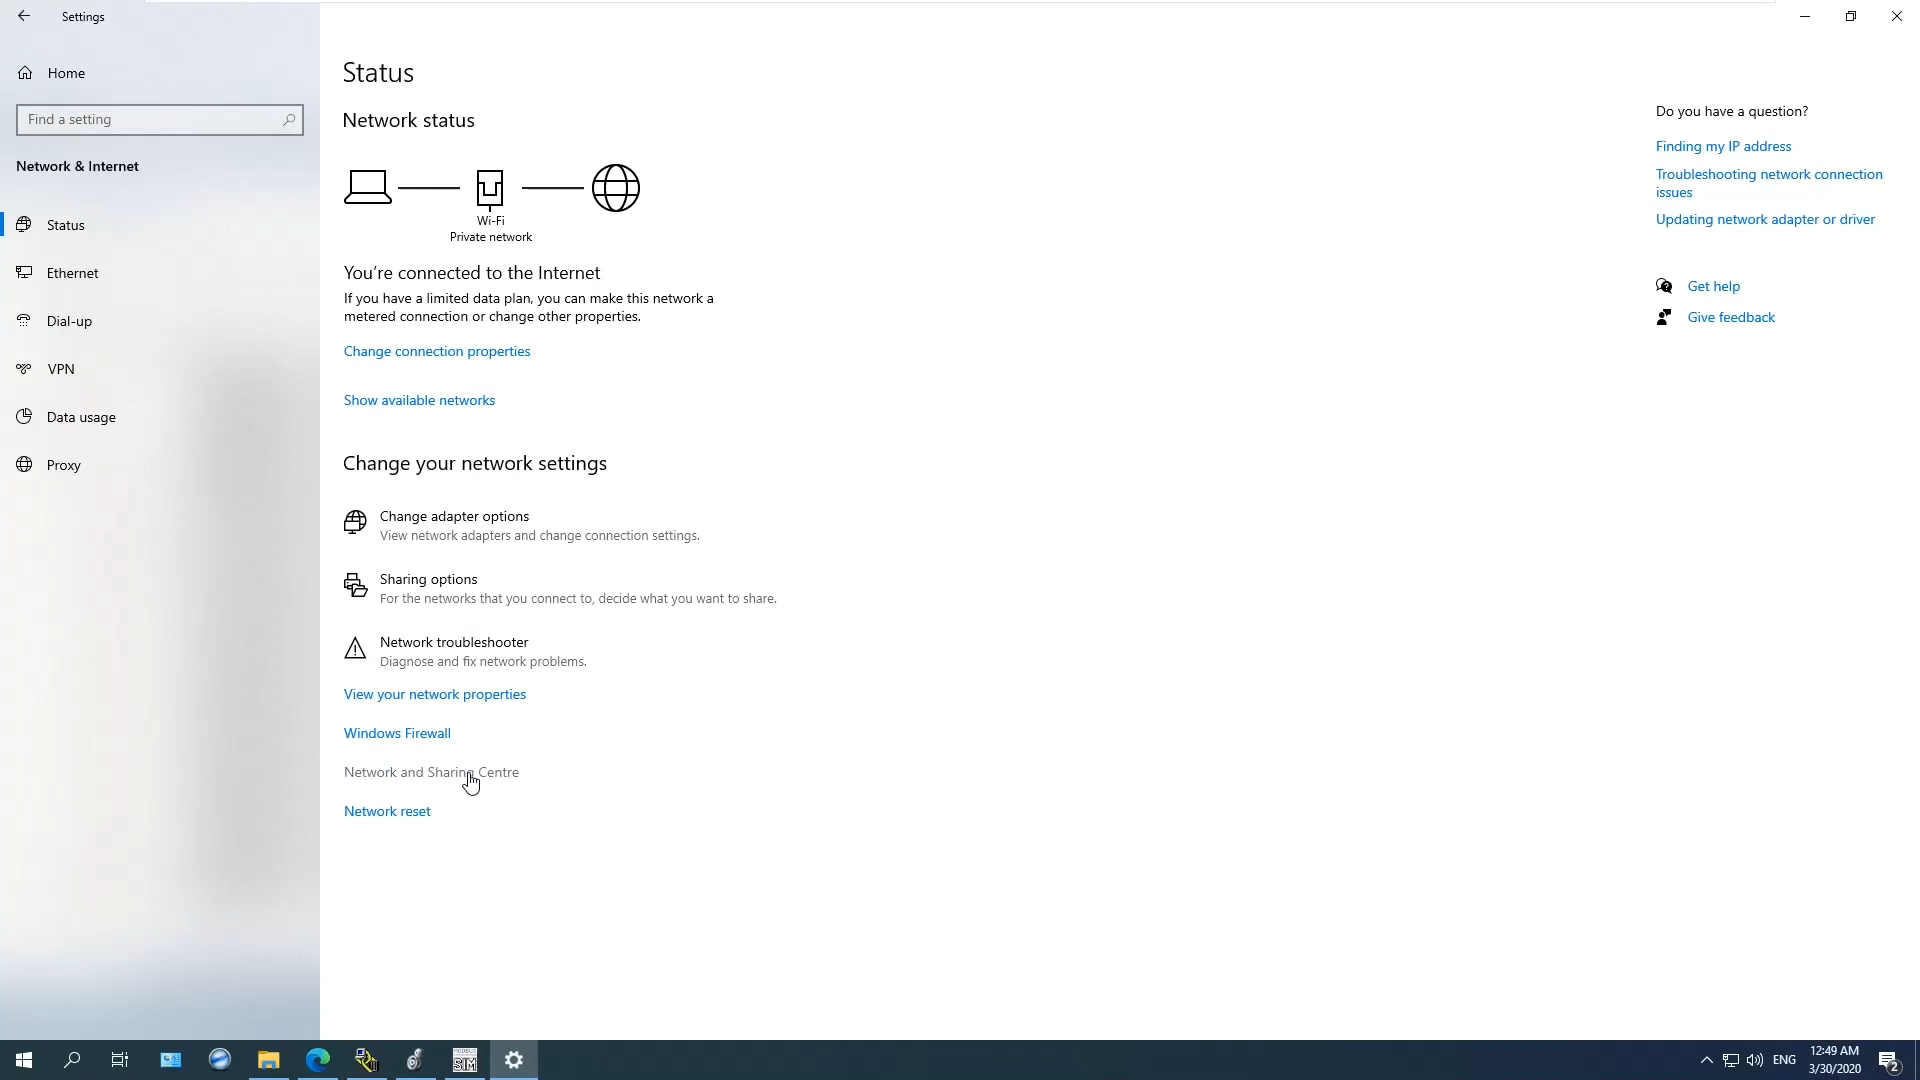 Settings
Home
Find a setting
Network & Internet
Status
Ethernet
Dial-up
VPN
Data usage
Proxy
Status
Network status
Wi-Fi
Private network
You're connected to the Internet
If you have a limited data plan, you can make this network a
metered connection or change other properties.
Change connection properties
Show available networks
Change your network settings
Change adapter options
View network adapters and change connection settings.
Sharing options
For the networks that you connect to, decide what you want to share.
Network troubleshooter
Diagnose and fix network problems.
View your network properties
Windows Firewall
Network and Sharing Centre
Network reset
Do you have a question?
Finding my IP address
Troubleshooting network connection
issues
Updating network adapter or driver
Get help
Give feedback
MODBUS
SIM
ENG
12:49 AM
3/30/2020
2